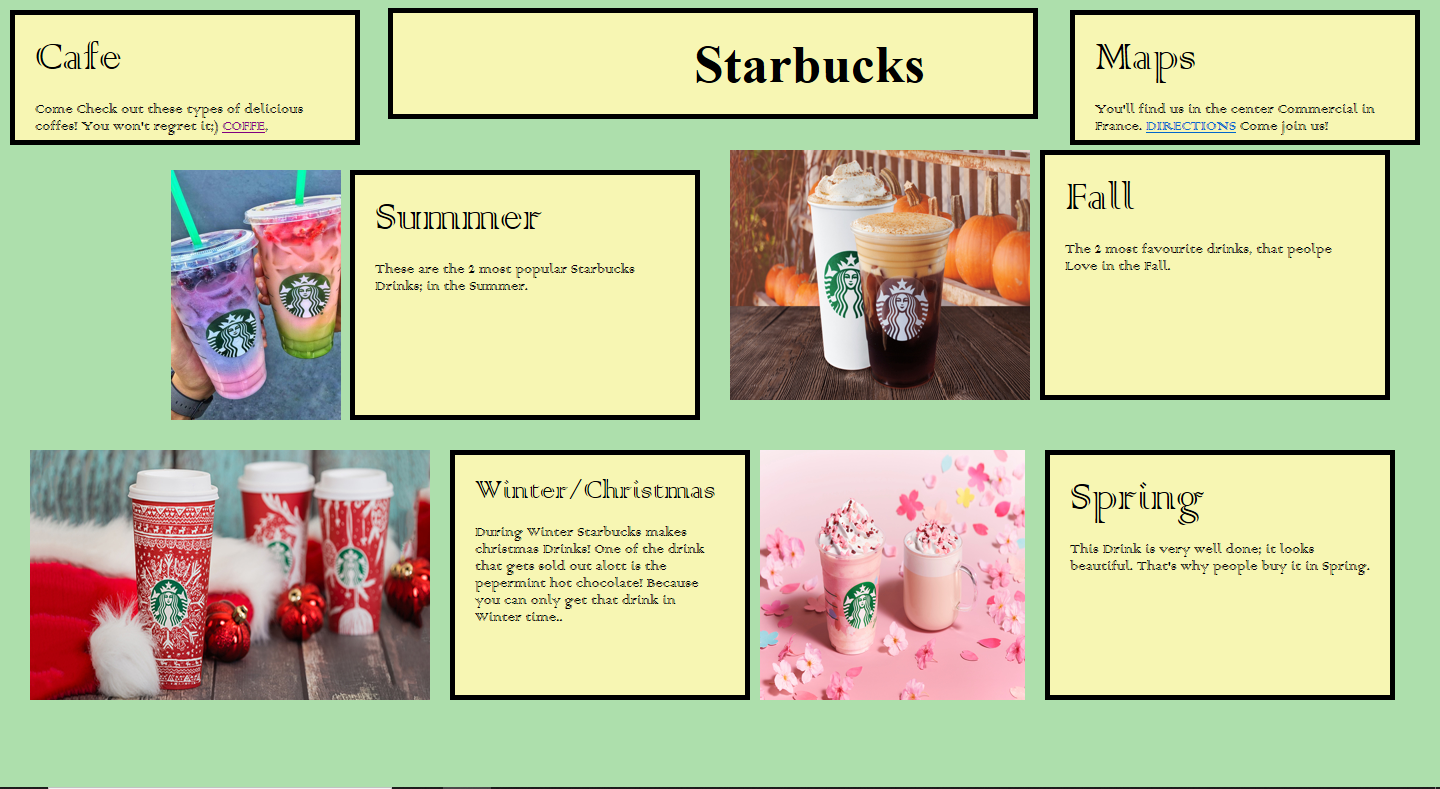 Cafe
Come Check out these types of delicious
coffes! You won't regret it;) COFFE,
Starbucks
Maps
You'll find us in the center Commercial in
France. DIRECTIONS Come join us!
Summer
These are the 2 most popular Starbucks
Drinks; in the Summer.
Fall
The 2 most favourite drinks, that peolpe
Love in the Fall.
Winter/Christmas
During Winter Starbucks makes
christmas Drinks! One of the drink
that gets sold out alott is the
pepermint hot chocolate! Because
you can only get that drink in
Winter time..
Spring
This Drink is very well done; it looks
beautiful. That's why people buy it in Spring.